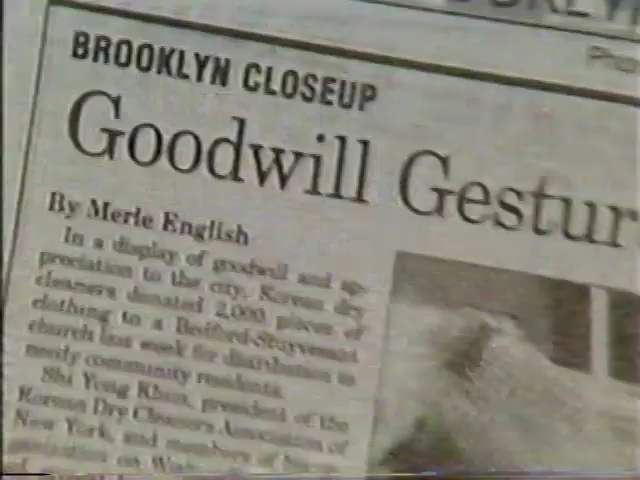 BROOKLYN CLOSEUP
Goodwill Gestur
By Merle English
In a display of goodwill and ap-
preciation to the city, Korean dry
cleaners donated 2,000 pieces of
clothing to a Bedford-Stuyvesant
church last week for distribution to
needy community residents.
Shi Yong Khun, president of the
Korean Dry Cleaners Association of
New York, and members of